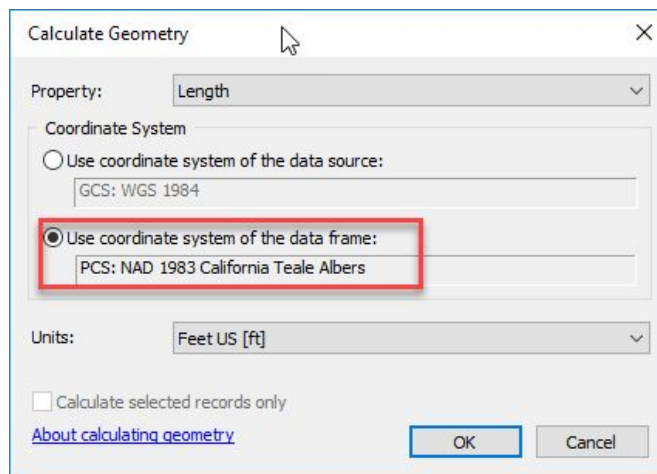 Calculate Geometry
Property: Length
Coordinate System
Use coordinate system of the data source:
GCS: WGS 1984
Use coordinate system of the data frame:
PCS: NAD 1983 California Teale Albers
Units: Feet US [ft]
Calculate selected records only
About calculating geometry
OK Cancel